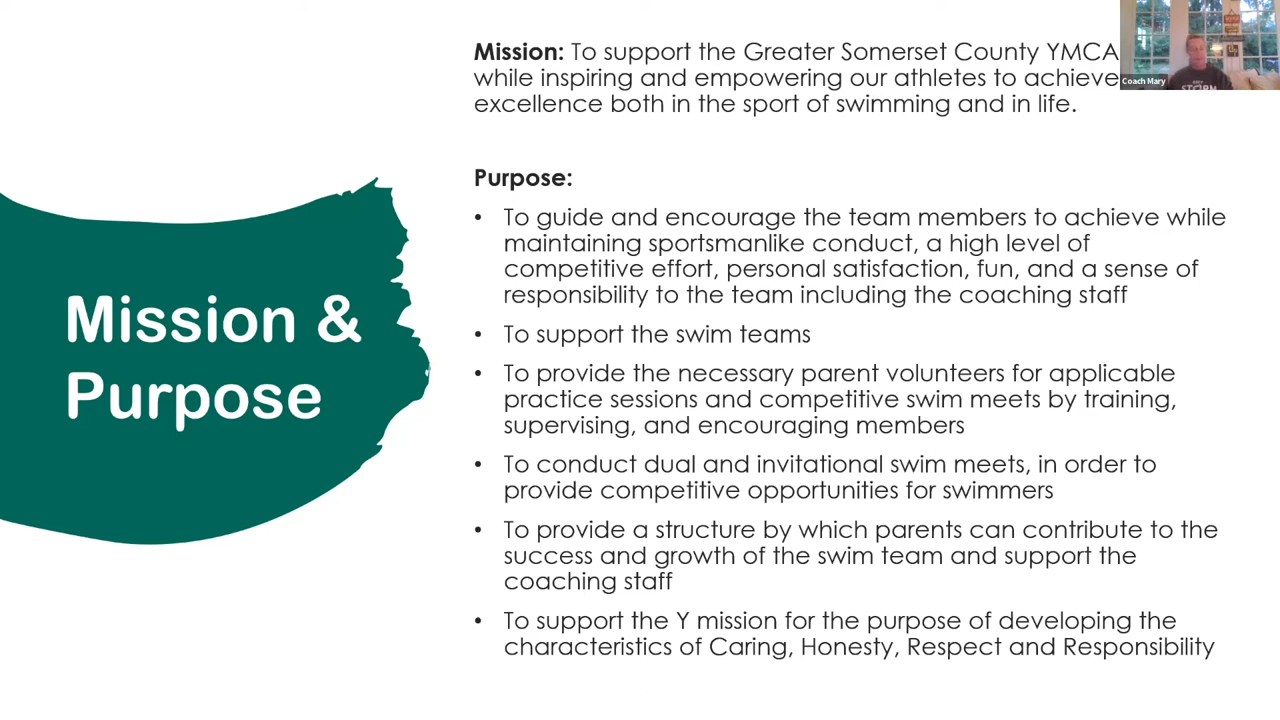 Mission: To support the Greater Somerset County YMCA
while inspiring and empowering our athletes to achieve
excellence both in the sport of swimming and in life.
Coach Mary
STORM
Mission &
Purpose
Purpose:
• To guide and encourage the team members to achieve while
maintaining sportsmanlike conduct, a high level of
competitive effort, personal satisfaction, fun, and a sense of
responsibility to the team including the coaching staff
• To support the swim teams
• To provide the necessary parent volunteers for applicable
practice sessions and competitive swim meets by training,
supervising, and encouraging members
• To conduct dual and invitational swim meets, in order to
provide competitive opportunities for swimmers
• To provide a structure by which parents can contribute to the
success and growth of the swim team and support the
coaching staff
• To support the Y mission for the purpose of developing the
characteristics of Caring, Honesty, Respect and Responsibility